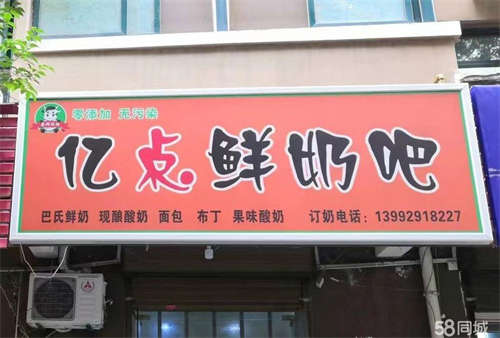 零添加 无污染
亿点鲜奶吧
巴氏鲜奶 现酿酸奶 面包 布丁 果味酸奶 订奶电话：13992918227
58同城